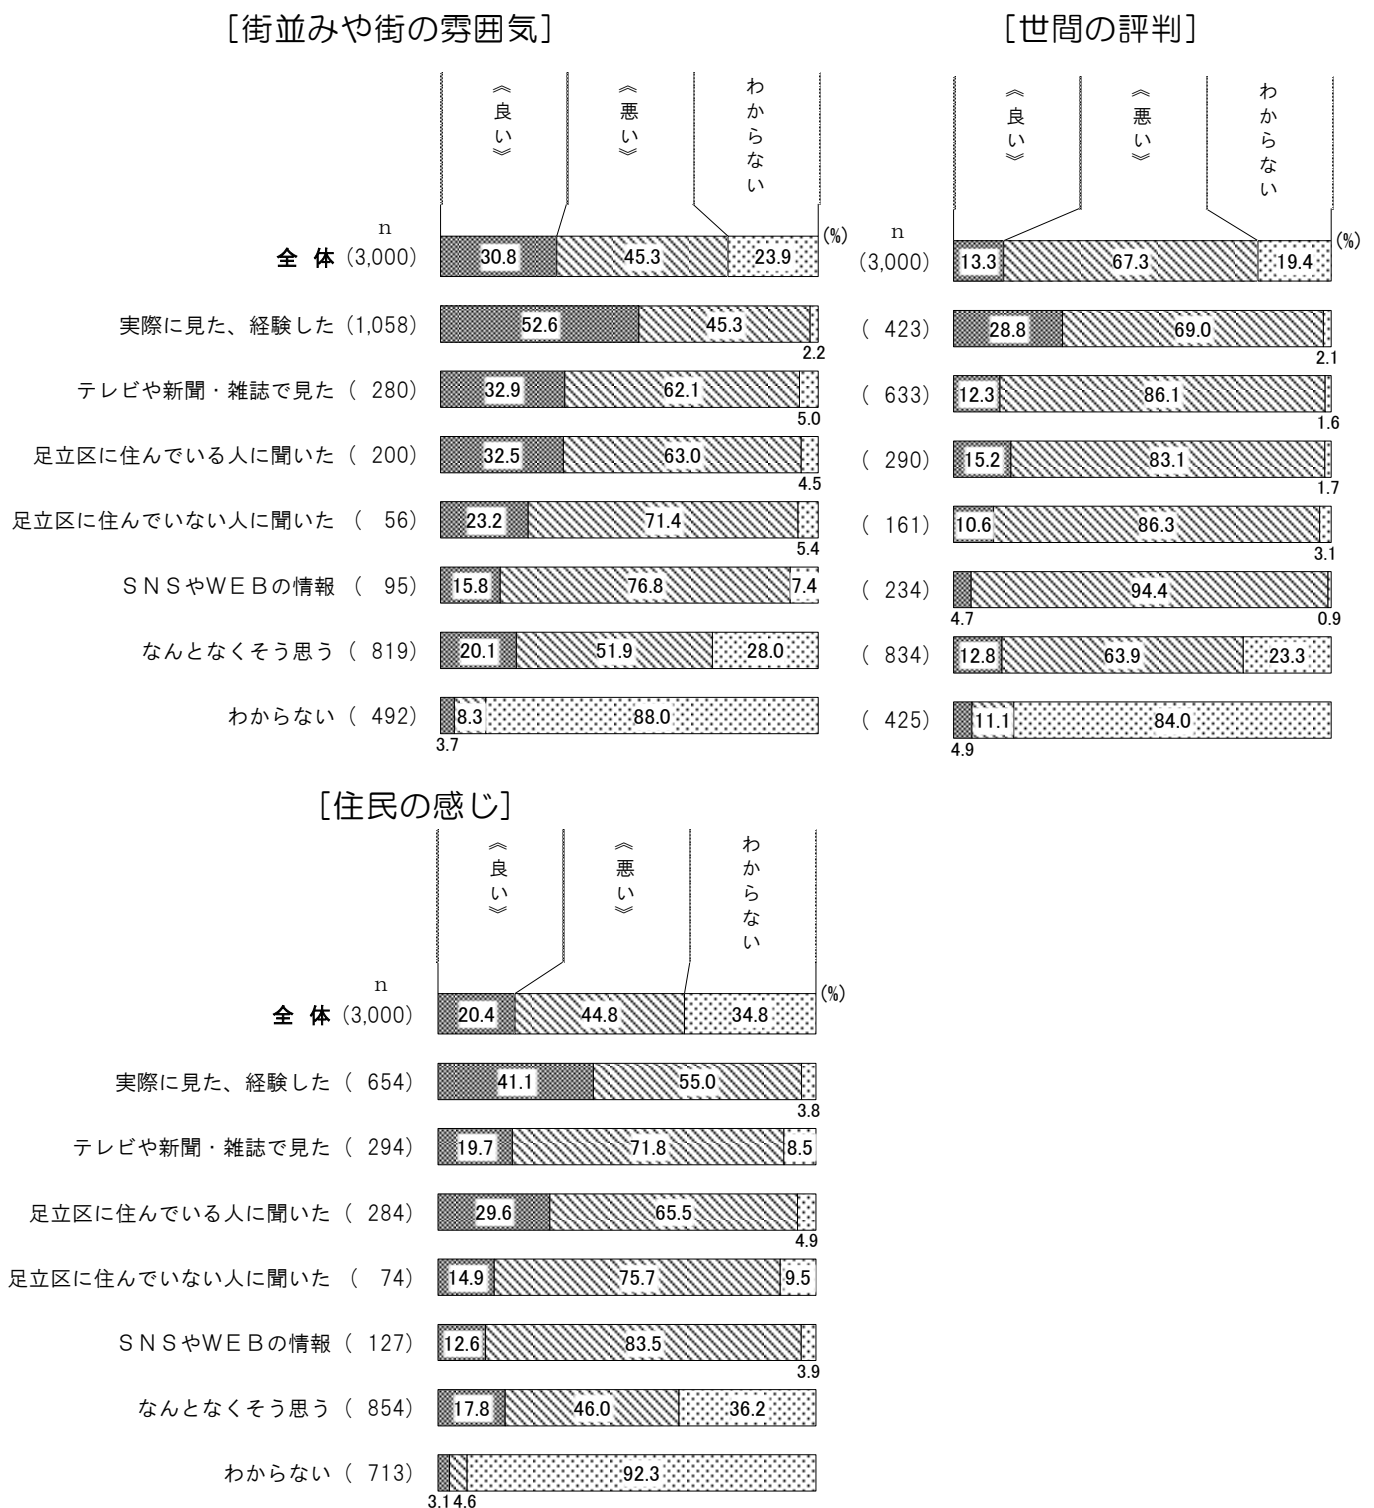 [街並みや街の雰囲気]
《良い》
《悪い》
わからない
n
(%)
全 体 (3,000) 30.8 45.3 23.9
実際に見た、経験した (1,058) 52.6 45.3 2.2
テレビや新聞・雑誌で見た ( 280) 32.9 62.1 5.0
足立区に住んでいる人に聞いた ( 200) 32.5 63.0 4.5
足立区に住んでいない人に聞いた ( 56) 23.2 71.4 5.4
ＳＮＳやＷＥＢの情報 ( 95) 15.8 76.8 7.4
なんとなくそう思う ( 819) 20.1 51.9 28.0
わからない ( 492) 3.7 8.3 88.0
[世間の評判]
《良い》
《悪い》
わからない
n
(%)
(3,000) 13.3 67.3 19.4
( 423) 28.8 69.0 2.1
( 633) 12.3 86.1 1.6
( 290) 15.2 83.1 1.7
( 161) 10.6 86.3 3.1
( 234) 4.7 94.4 0.9
( 834) 12.8 63.9 23.3
( 425) 4.9 11.1 84.0
[住民の感じ]
《良い》
《悪い》
わからない
n
(%)
全 体 (3,000) 20.4 44.8 34.8
実際に見た、経験した ( 654) 41.1 55.0 3.8
テレビや新聞・雑誌で見た ( 294) 19.7 71.8 8.5
足立区に住んでいる人に聞いた ( 284) 29.6 65.5 4.9
足立区に住んでいない人に聞いた ( 74) 14.9 75.7 9.5
ＳＮＳやＷＥＢの情報 ( 127) 12.6 83.5 3.9
なんとなくそう思う ( 854) 17.8 46.0 36.2
わからない ( 713) 3.1 4.6 92.3